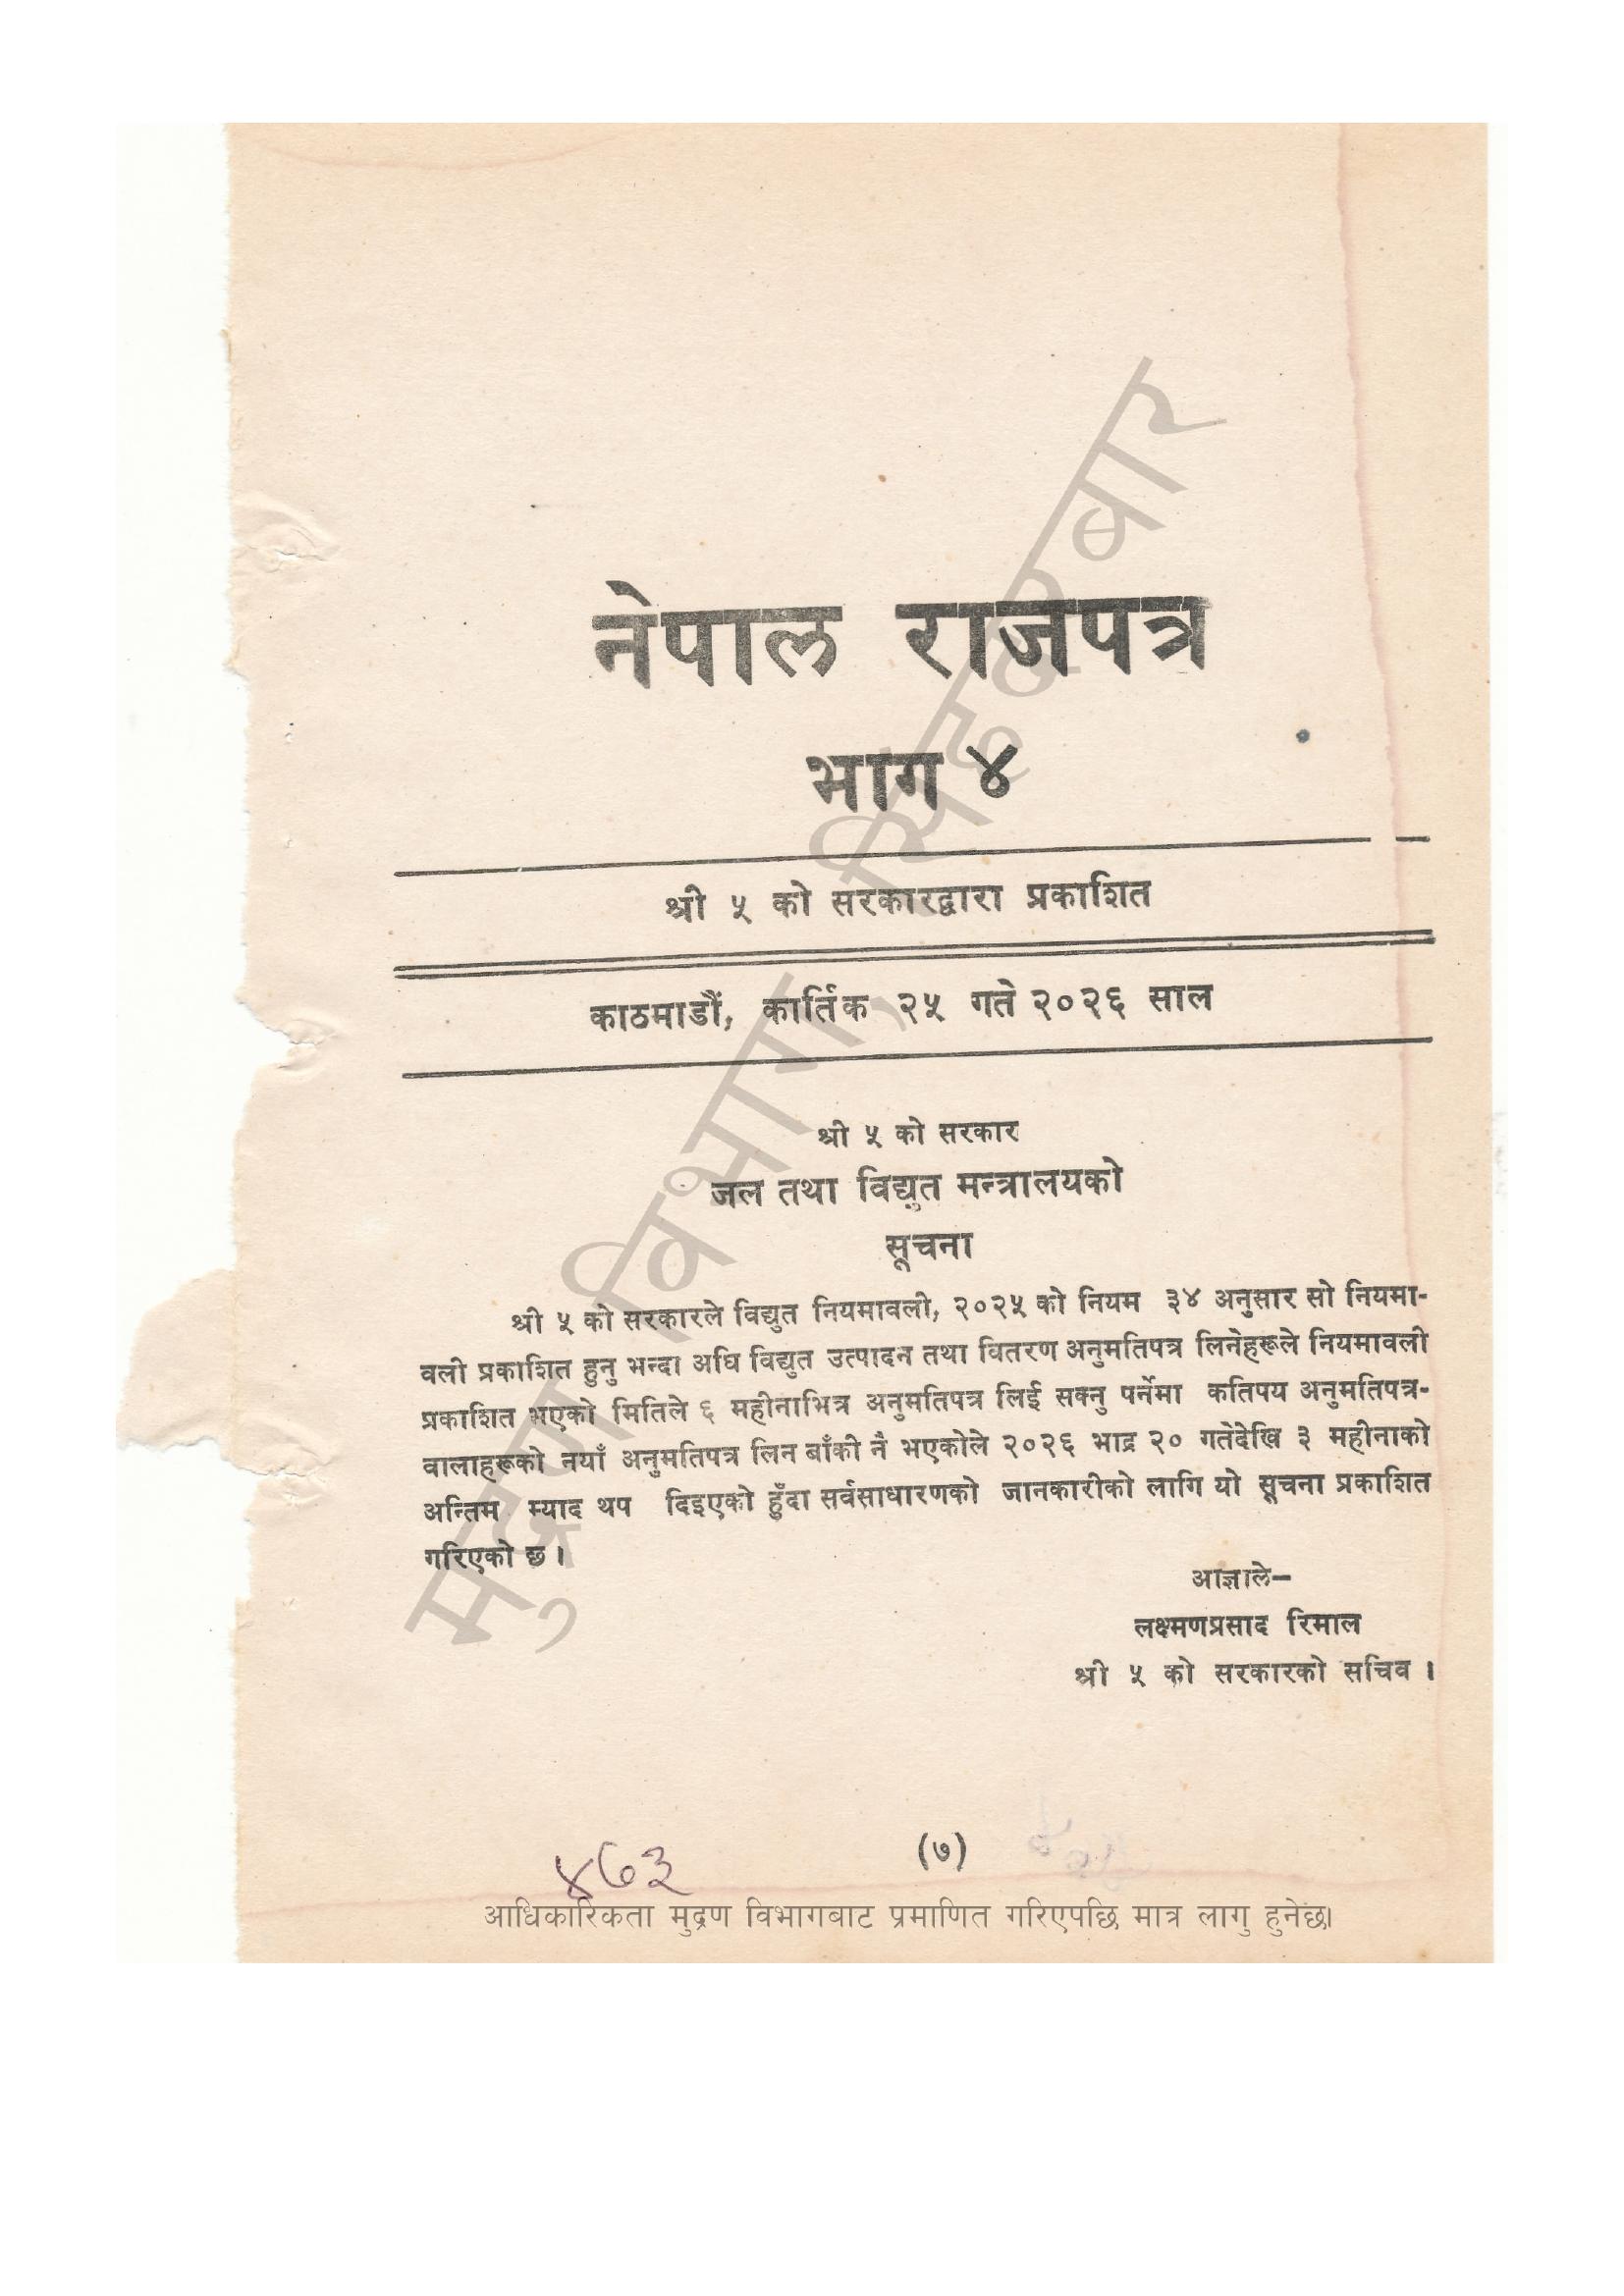 नेपाल राजपत्र
भाग ४
श्री ५ को सरकारद्वारा प्रकाशित
काठमाडौं, कार्तिक २५ गते २०२६ साल
श्री ५ को सरकार
जल तथा विद्युत मन्त्रालयको
सूचना
श्री ५ को सरकारले विद्युत नियमावली, २०२५ को नियम ३४ अनुसार सो नियमा-
वली प्रकाशित हुनु भन्दा अघि विद्युत उत्पादन तथा वितरण अनुमतिपत्र लिनेहरूले नियमावली
प्रकाशित भएको मितिले ६ महीनाभित्र अनुमतिपत्र लिई सक्नु पर्नेमा कतिपय अनुमतिपत्र-
वालाहरूको नयाँ अनुमतिपत्र लिन बाँकी नै भएकोले २०२६ भाद्र २० गतेदेखि ३ महीनाको
अन्तिम म्याद थप दिइएको हुँदा सर्वसाधारणको जानकारीको लागि यो सूचना प्रकाशित
गरिएको छ ।
आज्ञाले–
लक्ष्मणप्रसाद रिमाल
श्री ५ को सरकारको सचिव ।
(७)
४७३
आधिकारिकता मुद्रण विभागबाट प्रमाणित गरिएपछि मात्र लागु हुनेछ।
मुद्रण विभाग, सिंहदरबार